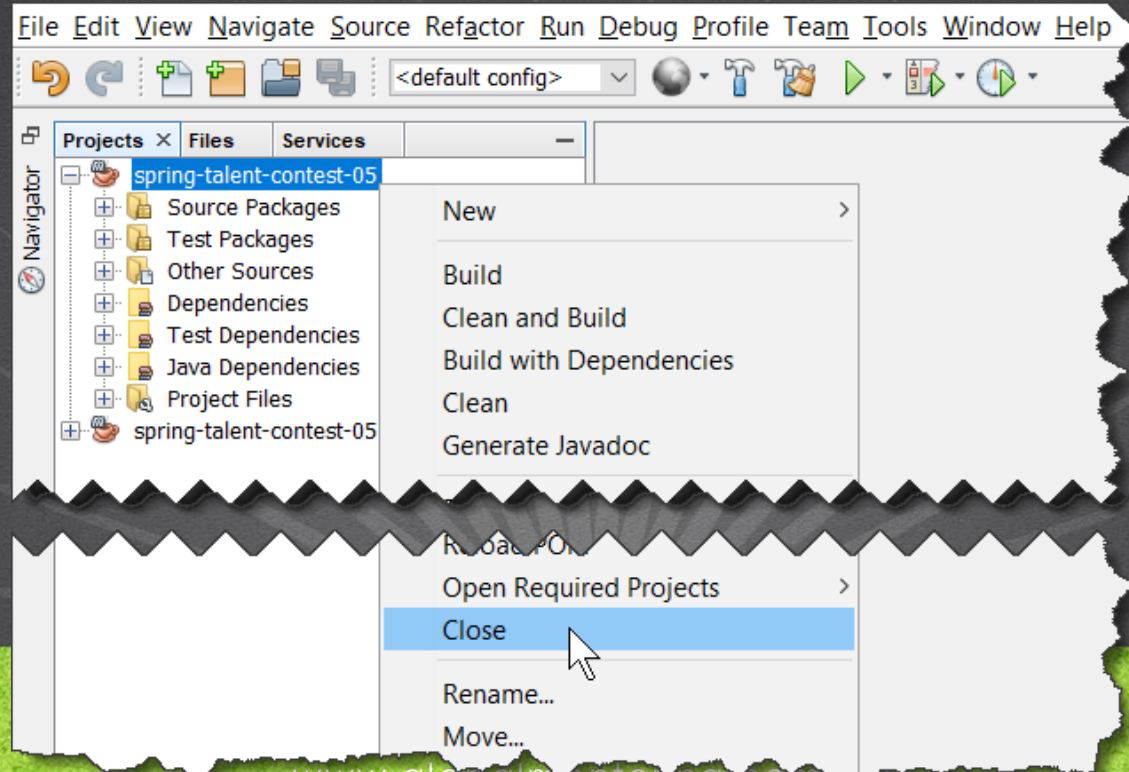 File Edit View Navigate Source Refactor Run Debug Profile Team Tools Window Help
<default config>
Projects Files Services
Navigator
spring-talent-contest-05
Source Packages
Test Packages
Other Sources
Dependencies
Test Dependencies
Java Dependencies
Project Files
spring-talent-contest-05
New
Build
Clean and Build
Build with Dependencies
Clean
Generate Javadoc
Reload POM
Open Required Projects
Close
Rename...
Move...